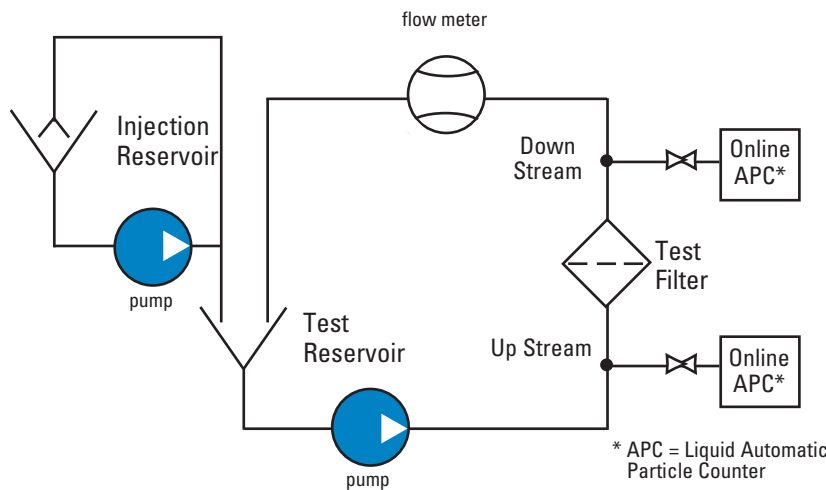 flow meter
Injection
Reservoir
Down
Stream
Online
APC*
Test
Filter
pump
Test
Reservoir
Up Stream
Online
APC*
pump
* APC = Liquid Automatic
Particle Counter